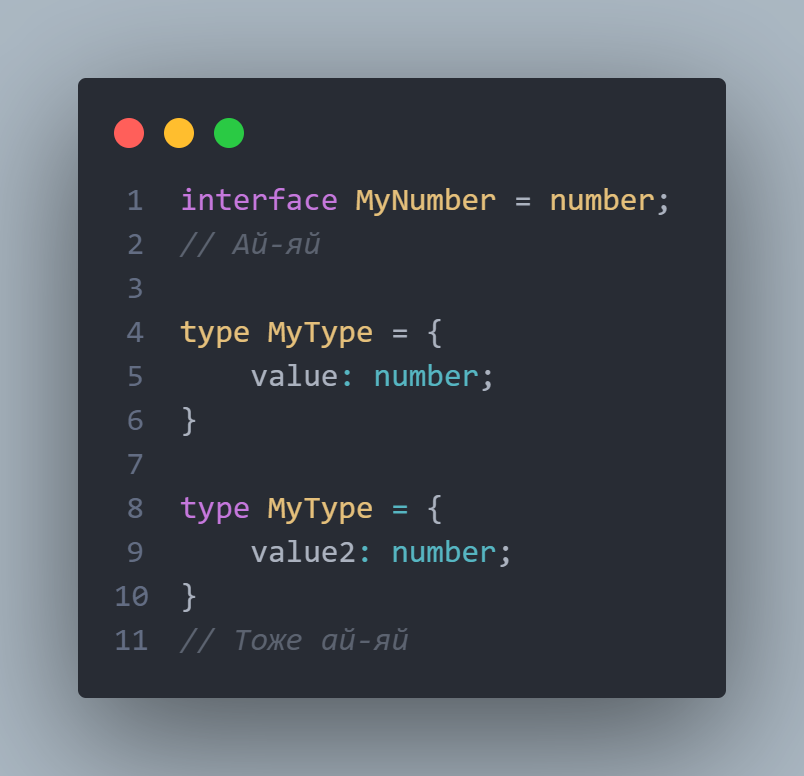 1 interface MyNumber = number;
2 // Ай-яй
3
4 type MyType = {
5     value: number;
6 }
7
8 type MyType = {
9     value2: number;
10 }
11 // Тоже ай-яй